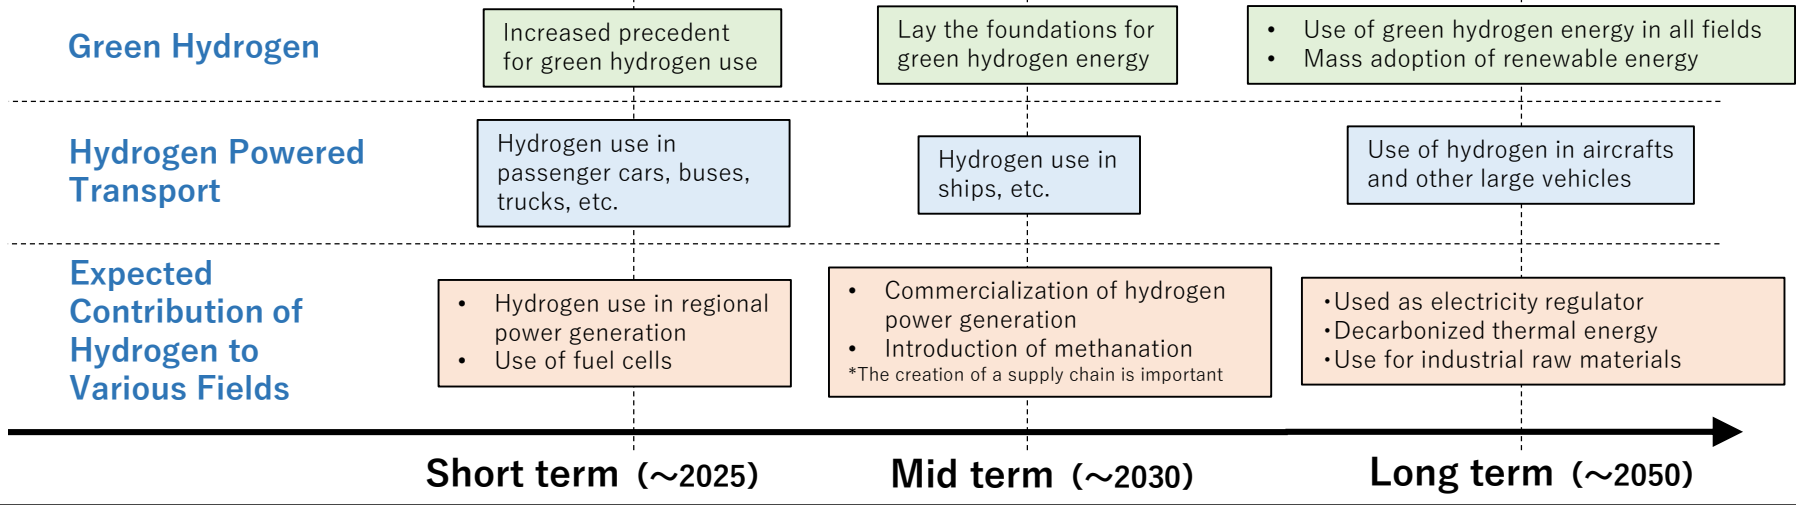 Green Hydrogen
Increased precedent
for green hydrogen use
Lay the foundations for
green hydrogen energy
• Use of green hydrogen energy in all fields
• Mass adoption of renewable energy
Hydrogen Powered
Transport
Hydrogen use in
passenger cars, buses,
trucks, etc.
Hydrogen use in
ships, etc.
Use of hydrogen in aircrafts
and other large vehicles
Expected
Contribution of
Hydrogen to
Various Fields
• Hydrogen use in regional
power generation
• Use of fuel cells
• Commercialization of hydrogen
power generation
• Introduction of methanation
*The creation of a supply chain is important
・Used as electricity regulator
・Decarbonized thermal energy
・Use for industrial raw materials
Short term (～2025)
Mid term (～2030)
Long term (～2050)